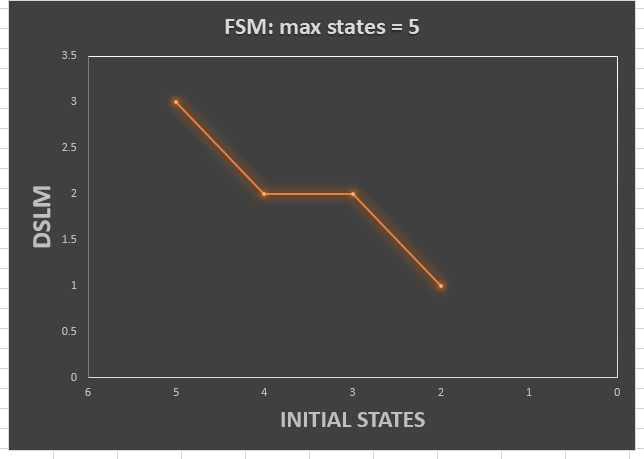 FSM: max states = 5
3.5
3
2.5
2
1.5
1
0.5
0
DSLM
6 5 4 3 2 1 0
INITIAL STATES